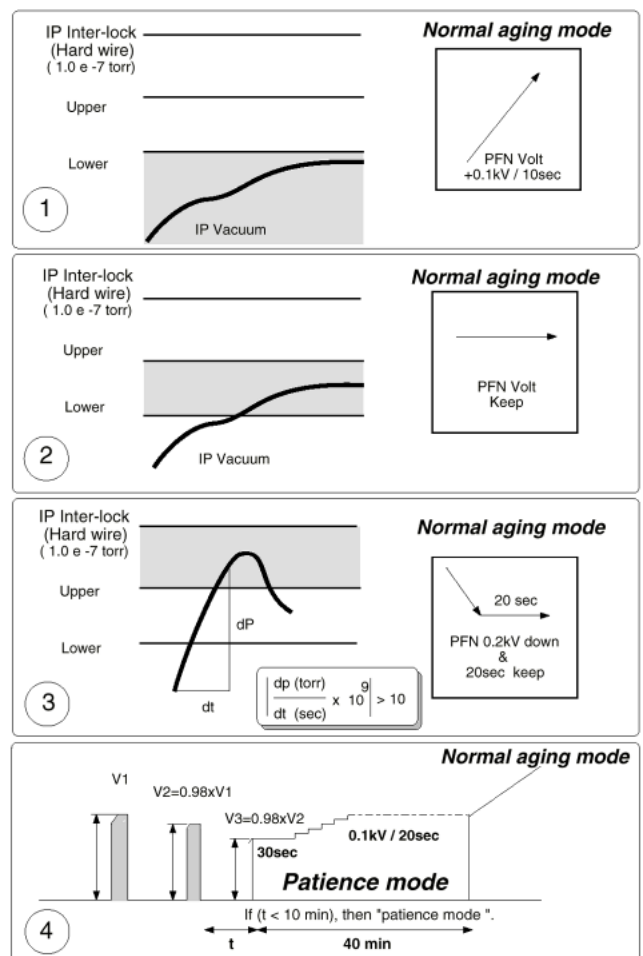 IP Inter-lock
(Hard wire)
( 1.0 e -7 torr)
Upper
Lower
IP Vacuum
1
Normal aging mode
PFN Volt
+0.1kV / 10sec
IP Inter-lock
(Hard wire)
( 1.0 e -7 torr)
Upper
Lower
IP Vacuum
2
Normal aging mode
PFN Volt
Keep
IP Inter-lock
(Hard wire)
( 1.0 e -7 torr)
Upper
Lower
dP
dt
3
| dp (torr) / dt (sec) x 10^9 | > 10
Normal aging mode
20 sec
PFN 0.2kV down
&
20sec keep
Normal aging mode
V1
V2=0.98xV1
V3=0.98xV2
30sec
0.1kV / 20sec
Patience mode
If (t < 10 min), then "patience mode ".
t
40 min
4